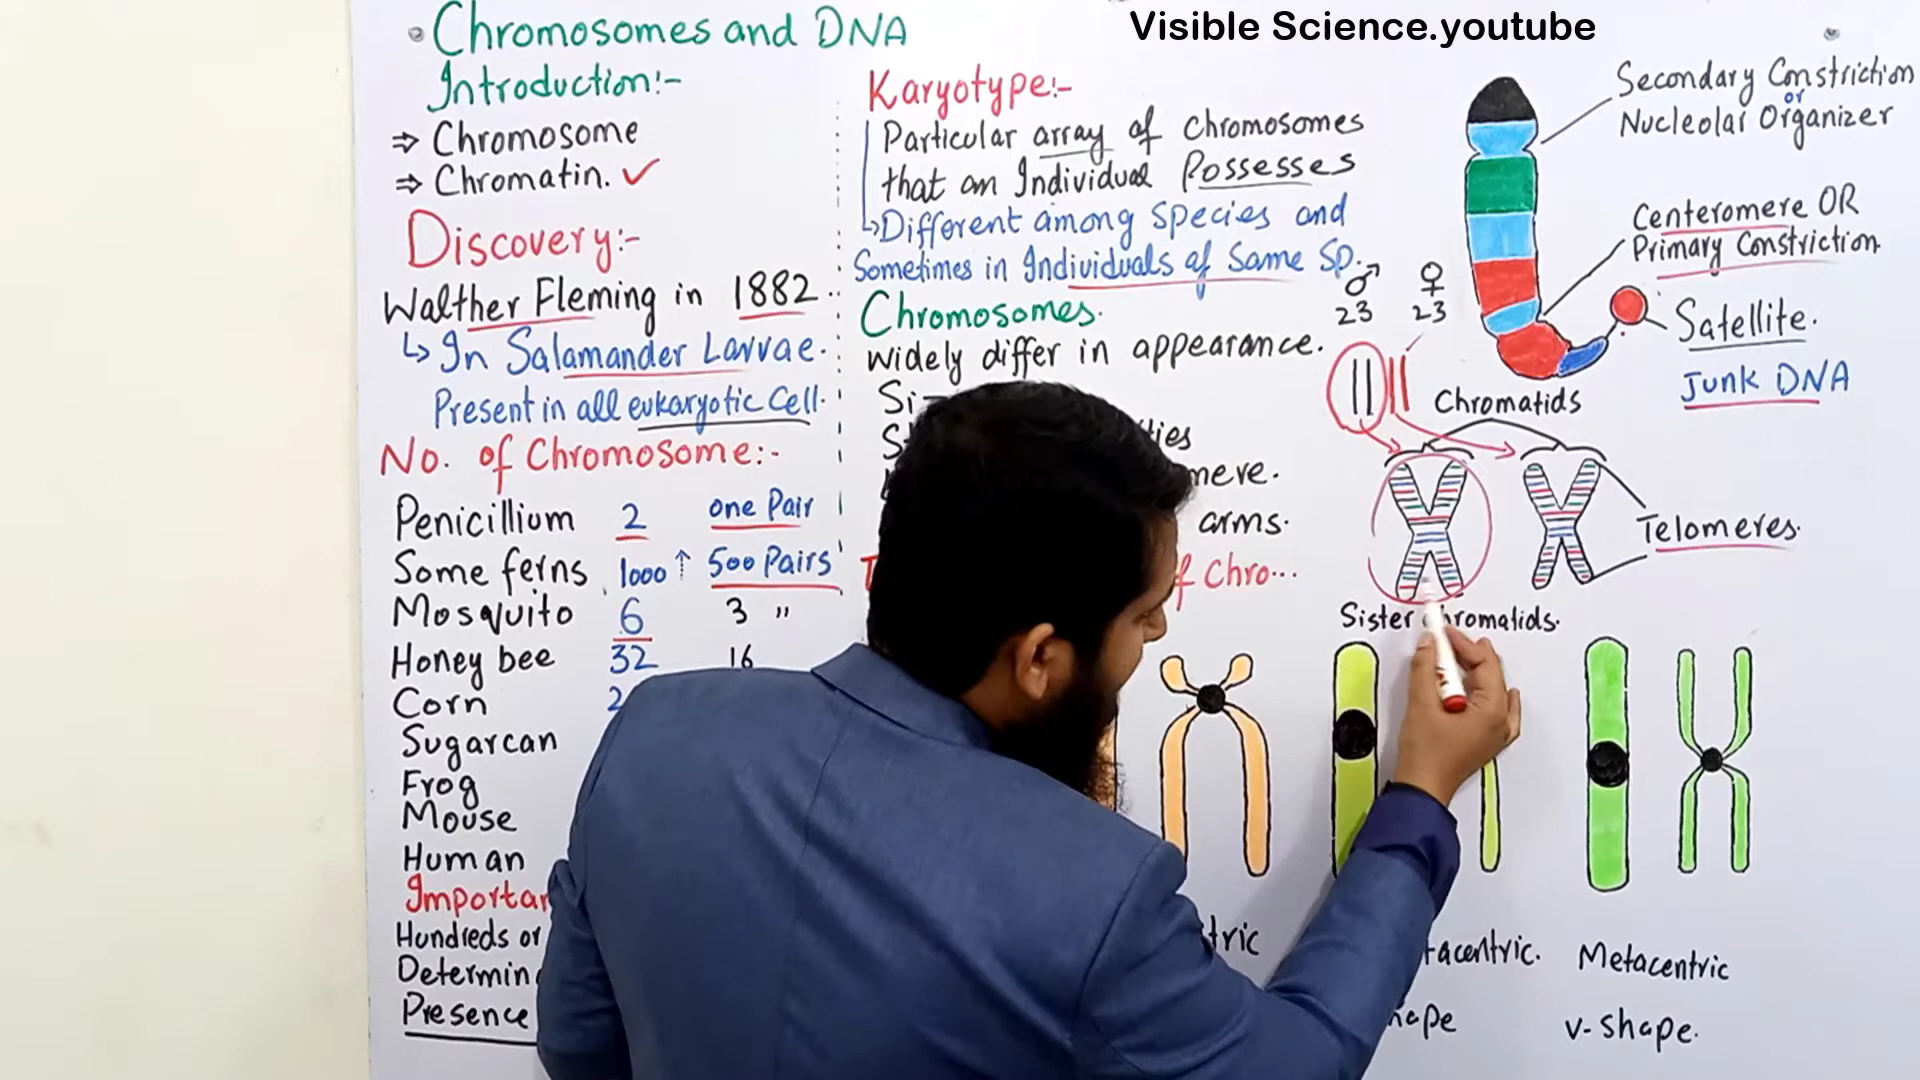 Visible Science.youtube
Chromosomes and DNA
Introduction:-
⇒ Chromosome
⇒ Chromatin. ✓
Discovery:-
Walther Fleming in 1882
↳ In Salamander Larvae.
Present in all eukaryotic Cell.
No. of Chromosome:-
Penicillium 2 one Pair
Some ferns 1000 ↑ 500 Pairs
Mosquito 6 3 "
Honey bee 32 16
Corn 2
Sugarcan
Frog
Mouse
Human
Hundreds or
Presence
Karyotype:-
Particular array of Chromosomes
that an Individual Possesses
↳ Different among Species and
Sometimes in Individuals of Same Sp.
Chromosomes.
widely differ in appearance.
arms.
of Chro...
Secondary Constriction
or
Nucleolar Organizer
Centeromere OR
Primary Constriction
Satellite.
Junk DNA
♂ ♀
23 23
Chromatids
Telomeres.
Sister Chromatids.
Metacentric
v-shape.